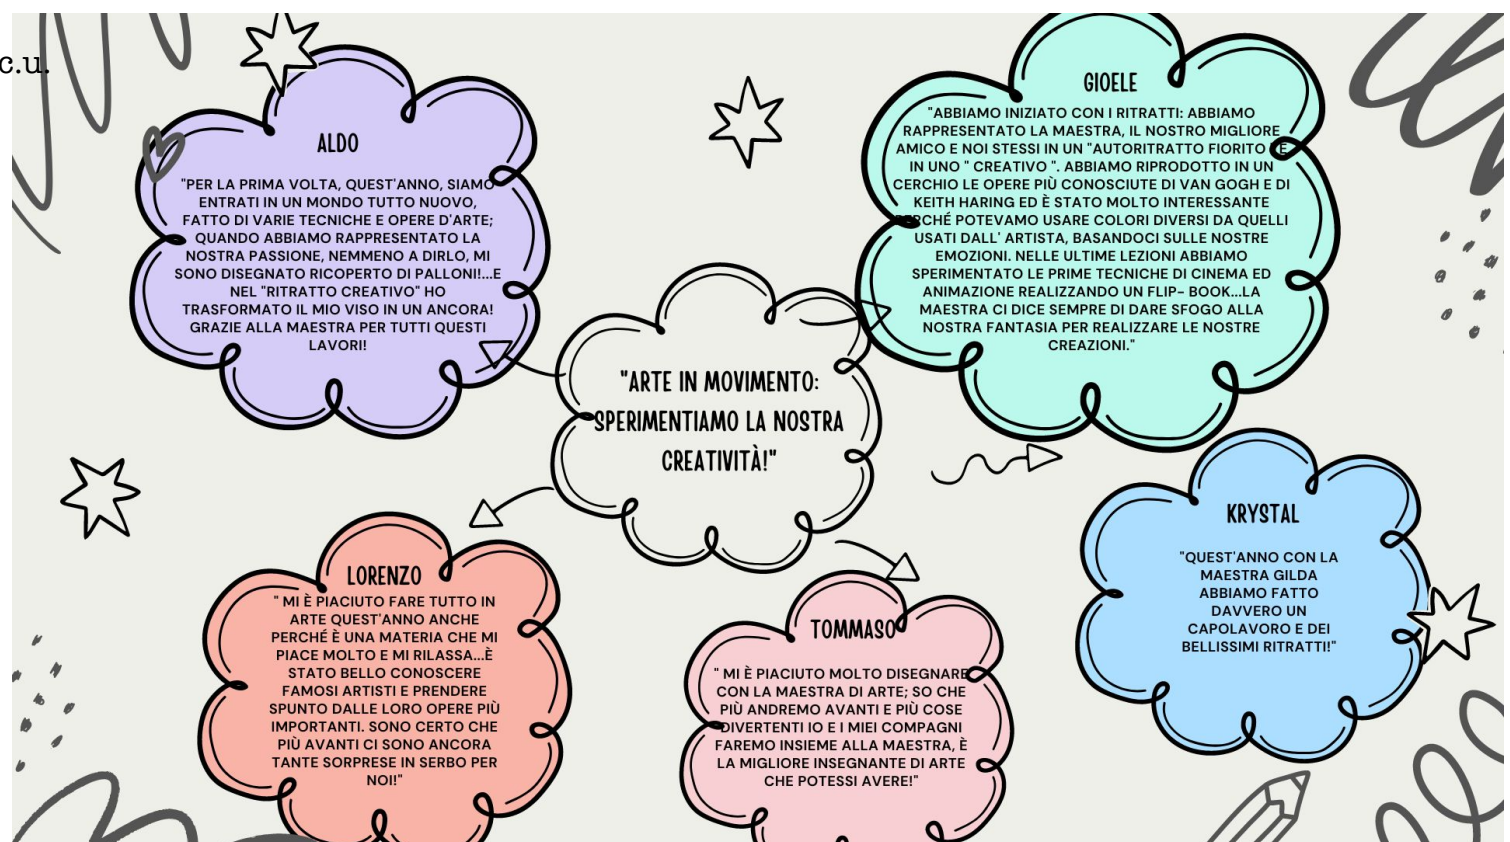 c.u.
ALDO
"PER LA PRIMA VOLTA, QUEST'ANNO, SIAMO
ENTRATI IN UN MONDO TUTTO NUOVO,
FATTO DI VARIE TECNICHE E OPERE D'ARTE;
QUANDO ABBIAMO RAPPRESENTATO LA
NOSTRA PASSIONE, NEMMENO A DIRLO, MI
SONO DISEGNATO RICOPERTO DI PALLONI!...E
NEL "RITRATTO CREATIVO" HO
TRASFORMATO IL MIO VISO IN UN ANCORA!
GRAZIE ALLA MAESTRA PER TUTTI QUESTI
LAVORI!
GIOELE
"ABBIAMO INIZIATO CON I RITRATTI: ABBIAMO
RAPPRESENTATO LA MAESTRA, IL NOSTRO MIGLIORE
AMICO E NOI STESSI IN UN "AUTORITRATTO FIORITO E
IN UNO " CREATIVO ". ABBIAMO RIPRODOTTO IN UN
CERCHIO LE OPERE PIÙ CONOSCIUTE DI VAN GOGH E DI
KEITH HARING ED È STATO MOLTO INTERESSANTE
PERCHÉ POTEVAMO USARE COLORI DIVERSI DA QUELLI
USATI DALL' ARTISTA, BASANDOCI SULLE NOSTRE
EMOZIONI. NELLE ULTIME LEZIONI ABBIAMO
SPERIMENTATO LE PRIME TECNICHE DI CINEMA ED
ANIMAZIONE REALIZZANDO UN FLIP- BOOK...LA
MAESTRA CI DICE SEMPRE DI DARE SFOGO ALLA
NOSTRA FANTASIA PER REALIZZARE LE NOSTRE
CREAZIONI."
"ARTE IN MOVIMENTO:
SPERIMENTIAMO LA NOSTRA
CREATIVITÀ!"
KRYSTAL
"QUEST'ANNO CON LA
MAESTRA GILDA
ABBIAMO FATTO
DAVVERO UN
CAPOLAVORO E DEI
BELLISSIMI RITRATTI!"
LORENZO
" MI È PIACIUTO FARE TUTTO IN
ARTE QUEST'ANNO ANCHE
PERCHÉ È UNA MATERIA CHE MI
PIACE MOLTO E MI RILASSA...È
STATO BELLO CONOSCERE
FAMOSI ARTISTI E PRENDERE
SPUNTO DALLE LORO OPERE PIÙ
IMPORTANTI. SONO CERTO CHE
PIÙ AVANTI CI SONO ANCORA
TANTE SORPRESE IN SERBO PER
NOI!"
TOMMASO
" MI È PIACIUTO MOLTO DISEGNARE
CON LA MAESTRA DI ARTE; SO CHE
PIÙ ANDREMO AVANTI E PIÙ COSE
DIVERTENTI IO E I MIEI COMPAGNI
FAREMO INSIEME ALLA MAESTRA, È
LA MIGLIORE INSEGNANTE DI ARTE
CHE POTESSI AVERE!"